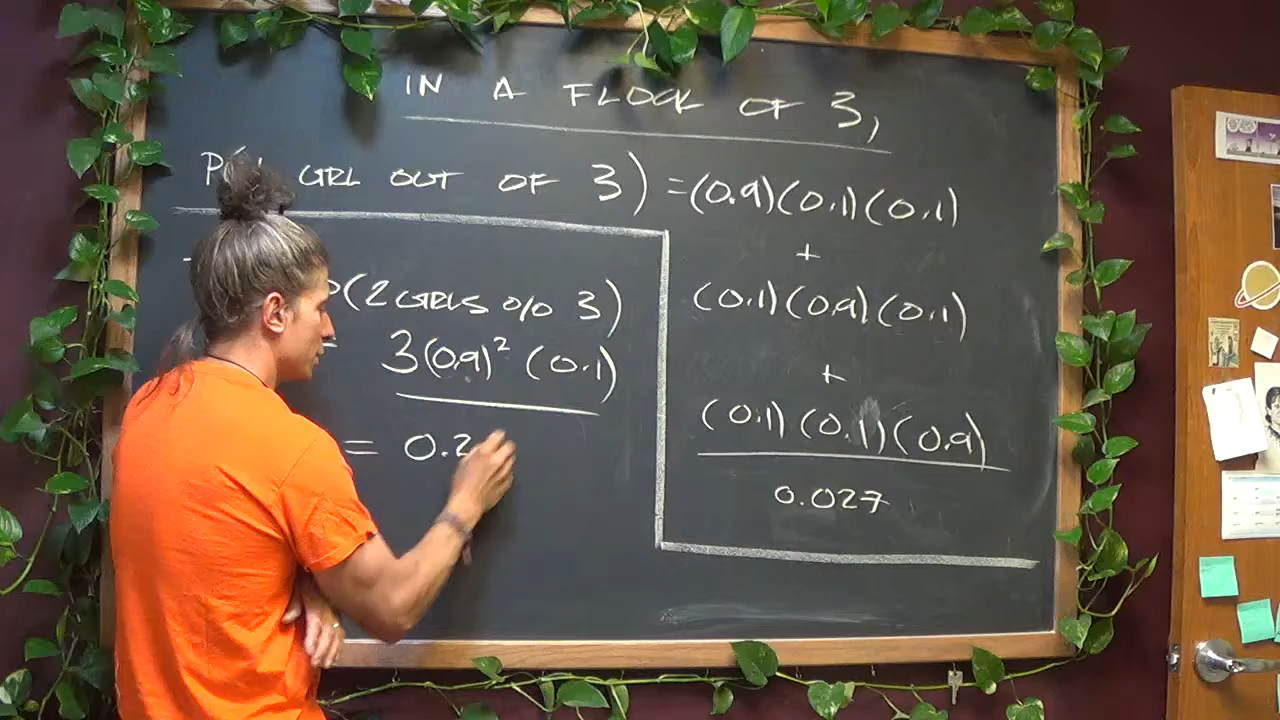 IN A FLOCK OF 3,
P( GIRL OUT OF 3) = (0.9)(0.1)(0.1)
+
(0.1)(0.9)(0.1)
+
(0.1)(0.1)(0.9)
0.027
P(2 GIRLS O/O 3)
= 3(0.9)² (0.1)
= 0.2